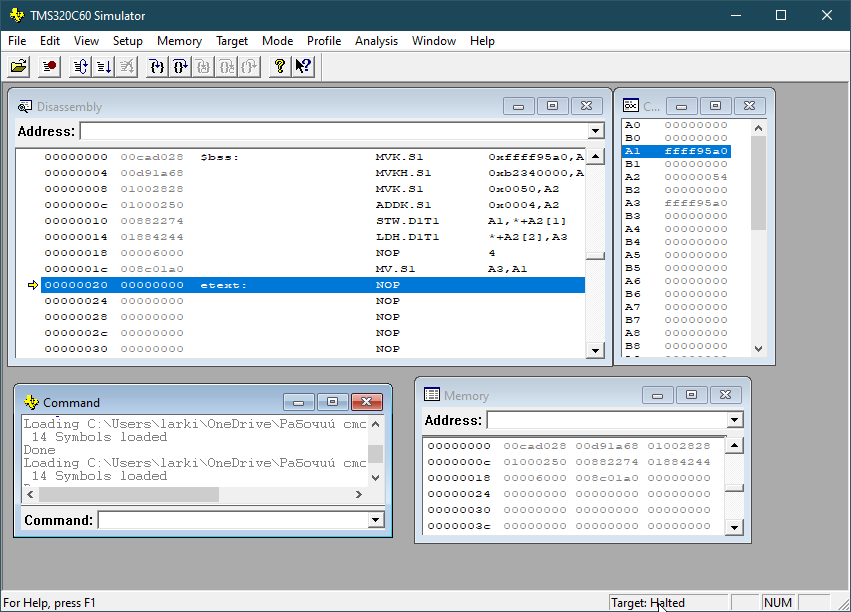 TMS320C60 Simulator
File Edit View Setup Memory Target Mode Profile Analysis Window Help
Disassembly
Address:
00000000 00cad028 $bss: MVK.S1 0xffff95a0,A
00000004 00d91a68 MVKH.S1 0xb2340000,A
00000008 01002828 MVK.S1 0x0050,A2
0000000c 01000250 ADDK.S1 0x0004,A2
00000010 00882274 STW.D1T1 A1,*+A2[1]
00000014 01884244 LDH.D1T1 *+A2[2],A3
00000018 00006000 NOP 4
0000001c 008c01a0 MV.S1 A3,A1
00000020 00000000 etext: NOP
00000024 00000000 NOP
00000028 00000000 NOP
0000002c 00000000 NOP
00000030 00000000 NOP
C...
A0 00000000
B0 00000000
A1 ffff95a0
B1 00000000
A2 00000054
B2 00000000
A3 ffff95a0
B3 00000000
A4 00000000
B4 00000000
A5 00000000
B5 00000000
A6 00000000
B6 00000000
A7 00000000
B7 00000000
A8 00000000
B8 00000000
Command
Loading C:\Users\larki\OneDrive\Рабочий стс
14 Symbols loaded
Done
Loading C:\Users\larki\OneDrive\Рабочий стс
14 Symbols loaded
Command:
Memory
Address:
00000000 00cad028 00d91a68 01002828
0000000c 01000250 00882274 01884244
00000018 00006000 008c01a0 00000000
00000024 00000000 00000000 00000000
00000030 00000000 00000000 00000000
0000003c 00000000 00000000 00000000
For Help, press F1
Target: Halted
NUM